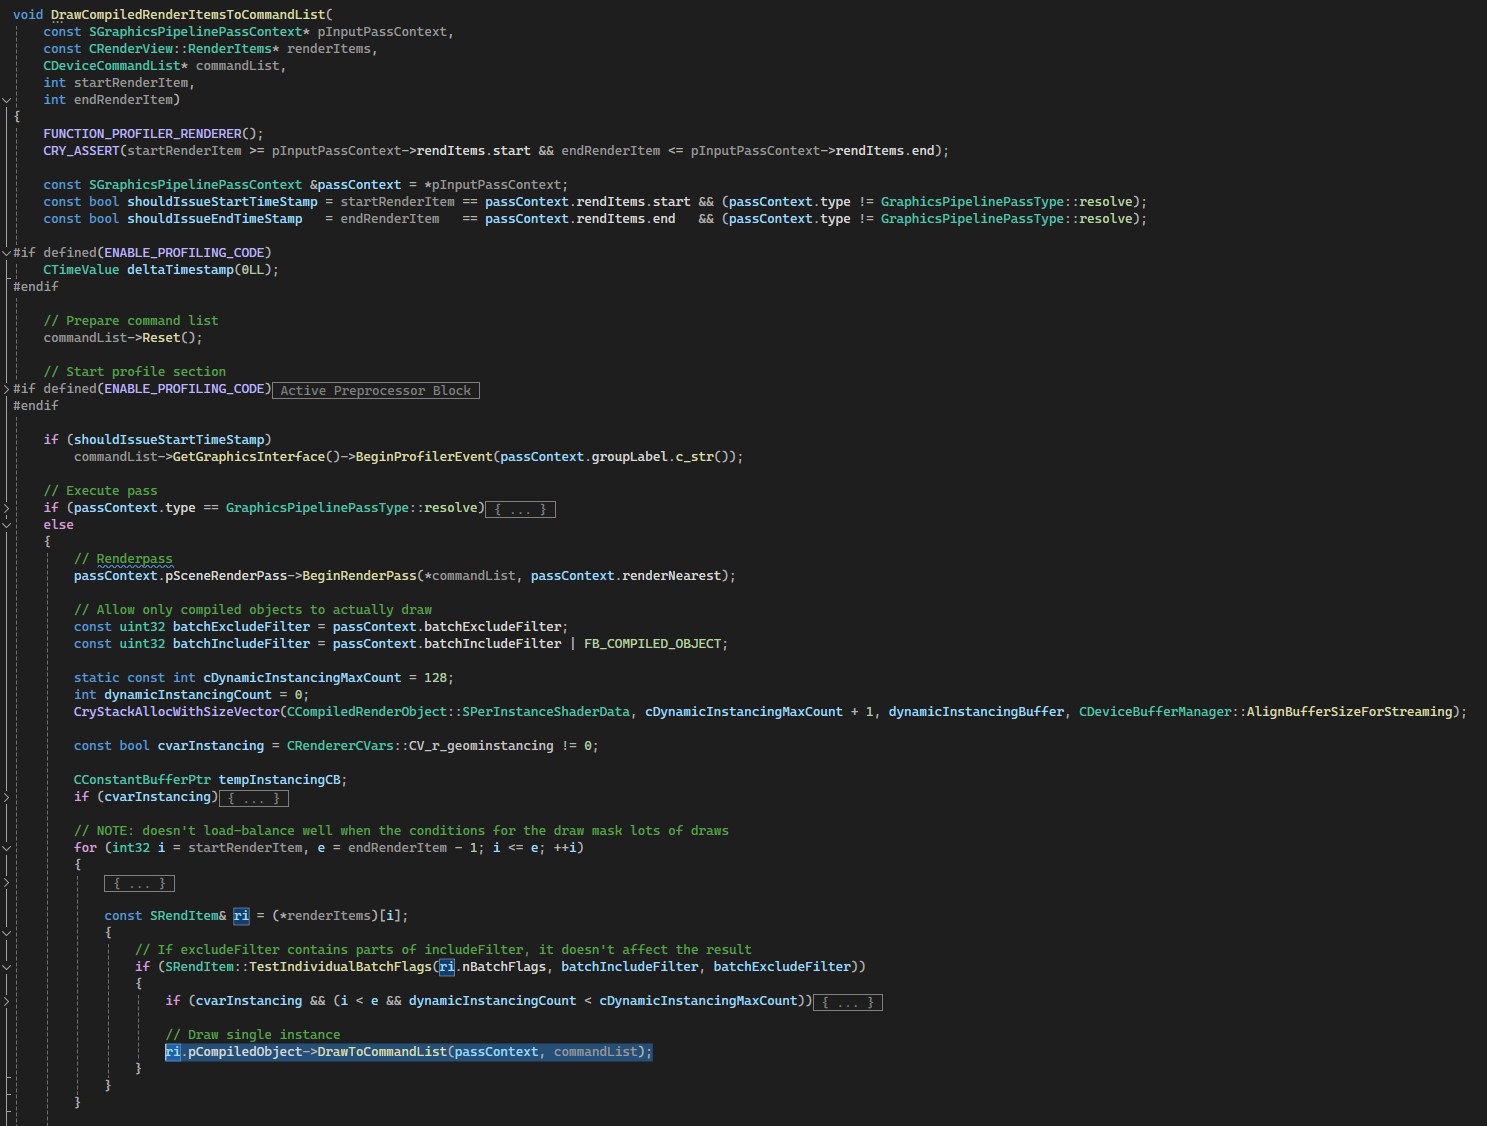 void DrawCompiledRenderItemsToCommandList(
const SGraphicsPipelinePassContext* pInputPassContext,
const CRenderView::RenderItems* renderItems,
CDeviceCommandList* commandList,
int startRenderItem,
int endRenderItem)
{
FUNCTION_PROFILER_RENDERER();
CRY_ASSERT(startRenderItem >= pInputPassContext->rendItems.start && endRenderItem <= pInputPassContext->rendItems.end);
const SGraphicsPipelinePassContext &passContext = *pInputPassContext;
const bool shouldIssueStartTimeStamp = startRenderItem == passContext.rendItems.start && (passContext.type != GraphicsPipelinePassType::resolve);
const bool shouldIssueEndTimeStamp   = endRenderItem   == passContext.rendItems.end   && (passContext.type != GraphicsPipelinePassType::resolve);
#if defined(ENABLE_PROFILING_CODE)
CTimeValue deltaTimestamp(0LL);
#endif
// Prepare command list
commandList->Reset();
// Start profile section
#if defined(ENABLE_PROFILING_CODE) Active Preprocessor Block
#endif
if (shouldIssueStartTimeStamp)
commandList->GetGraphicsInterface()->BeginProfilerEvent(passContext.groupLabel.c_str());
// Execute pass
if (passContext.type == GraphicsPipelinePassType::resolve) { ... }
else
{
// Renderpass
passContext.pSceneRenderPass->BeginRenderPass(*commandList, passContext.renderNearest);
// Allow only compiled objects to actually draw
const uint32 batchExcludeFilter = passContext.batchExcludeFilter;
const uint32 batchIncludeFilter = passContext.batchIncludeFilter | FB_COMPILED_OBJECT;
static const int cDynamicInstancingMaxCount = 128;
int dynamicInstancingCount = 0;
CryStackAllocWithSizeVector(CCompiledRenderObject::SPerInstanceShaderData, cDynamicInstancingMaxCount + 1, dynamicInstancingBuffer, CDeviceBufferManager::AlignBufferSizeForStreaming);
const bool cvarInstancing = CRendererCVars::CV_r_geominstancing != 0;
CConstantBufferPtr tempInstancingCB;
if (cvarInstancing) { ... }
// NOTE: doesn't load-balance well when the conditions for the draw mask lots of draws
for (int32 i = startRenderItem, e = endRenderItem - 1; i <= e; ++i)
{
{ ... }
const SRendItem& ri = (*renderItems)[i];
{
// If excludeFilter contains parts of includeFilter, it doesn't affect the result
if (SRendItem::TestIndividualBatchFlags(ri.nBatchFlags, batchIncludeFilter, batchExcludeFilter))
{
if (cvarInstancing && (i < e && dynamicInstancingCount < cDynamicInstancingMaxCount)) { ... }
// Draw single instance
ri.pCompiledObject->DrawToCommandList(passContext, commandList);
}
}
}